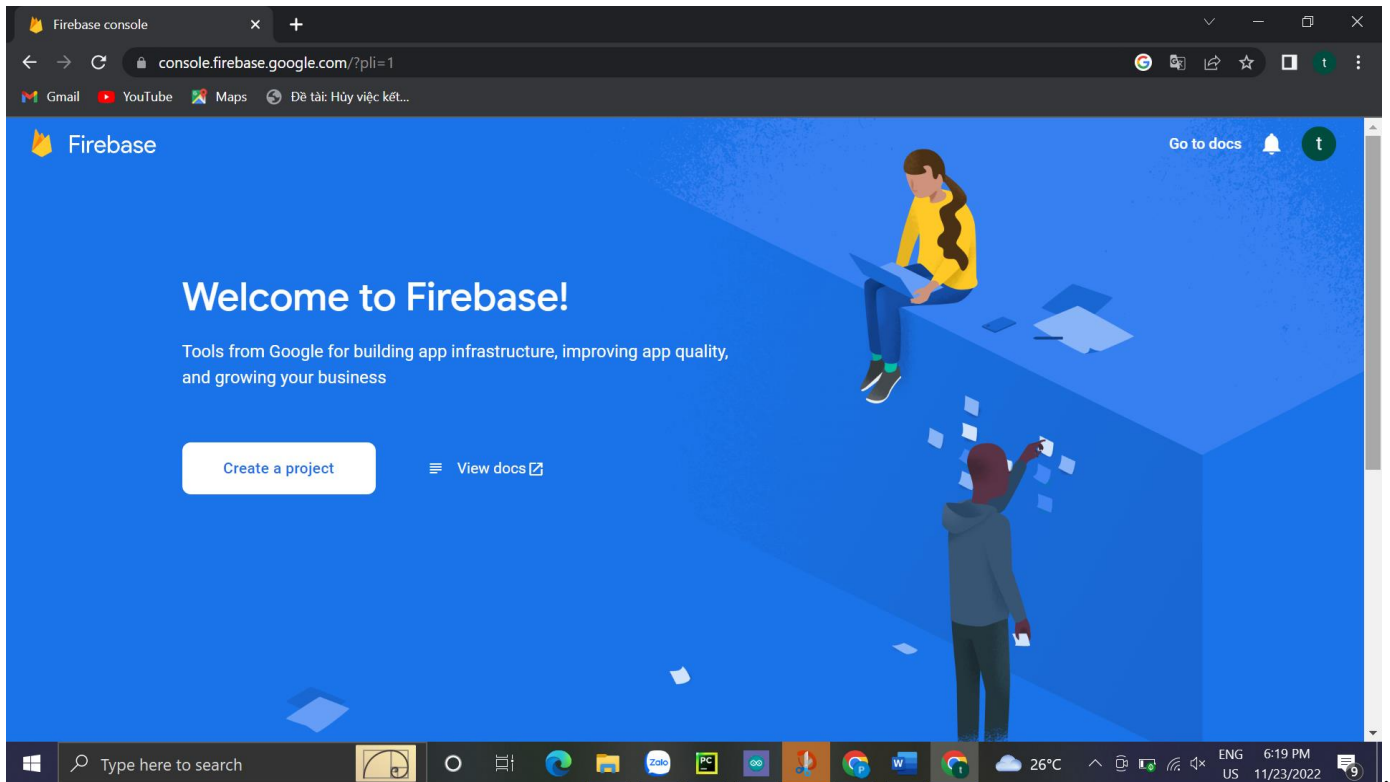 Firebase console
console.firebase.google.com/?pli=1
t
Gmail
YouTube
Maps
Đề tài: Hủy việc kết...
Firebase
Go to docs
t
Welcome to Firebase!
Tools from Google for building app infrastructure, improving app quality,
and growing your business
Create a project
View docs
Type here to search
Zalo
PC
P
W
t
26°C
ENG
US
6:19 PM
11/23/2022
9